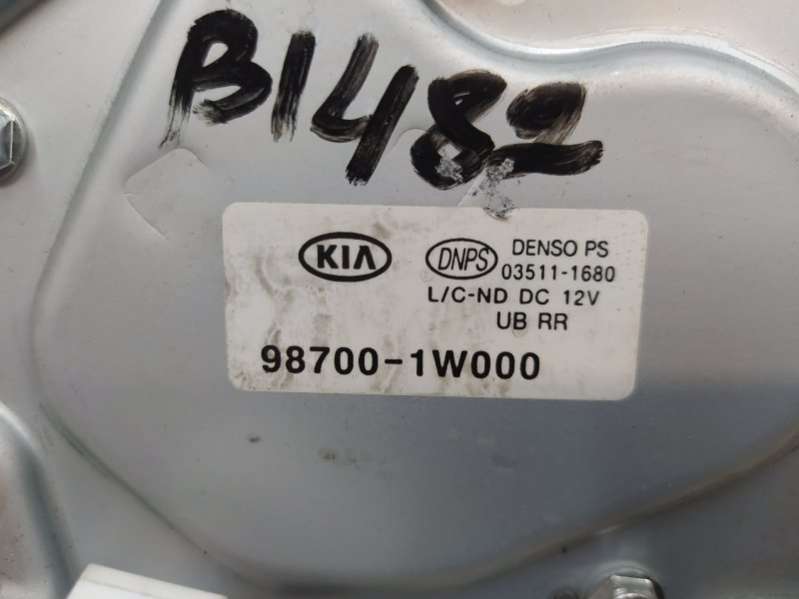 B1482
KIA
DNPS
DENSO PS
03511-1680
L/C-ND DC 12V
UB RR
98700-1W000